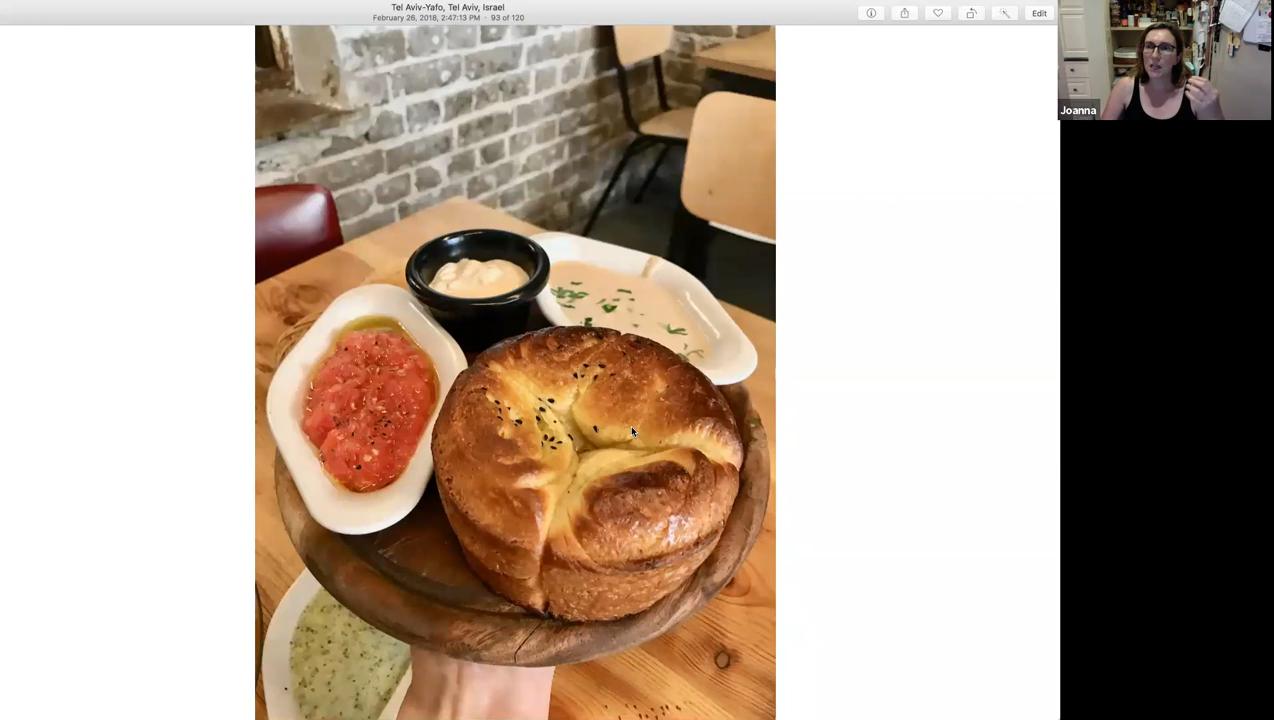 Tel Aviv-Yafo, Tel Aviv, Israel
February 26, 2018, 2:47:13 PM · 93 of 120
Edit
Joanna